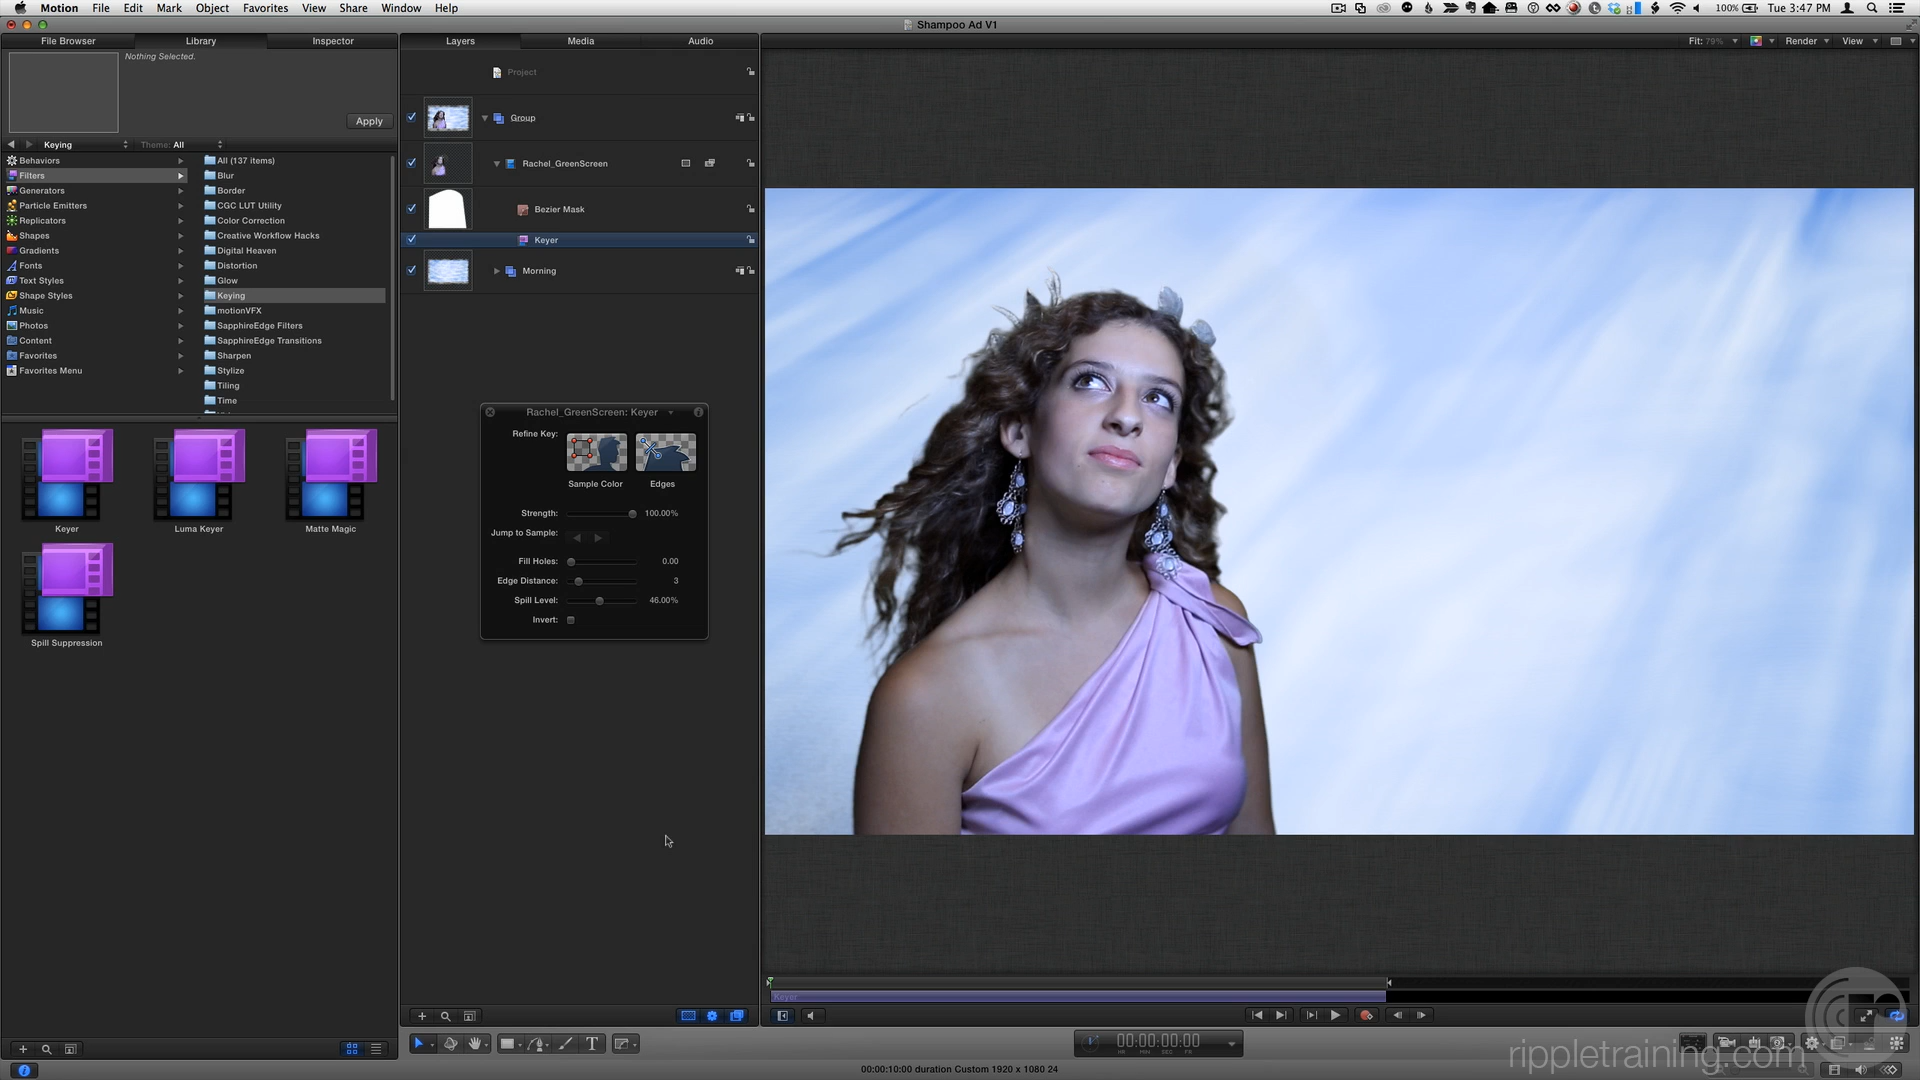 Motion File Edit Mark Object Favorites View Share Window Help
100% Tue 3:47 PM
Shampoo Ad V1
File Browser Library Inspector
Layers Media Audio
Fit: 79% Render View
Nothing Selected.
Apply
Keying Theme: All
Behaviors
Filters
Generators
Particle Emitters
Replicators
Shapes
Gradients
Fonts
Text Styles
Shape Styles
Music
Photos
Content
Favorites
Favorites Menu
All (137 items)
Blur
Border
CGC LUT Utility
Color Correction
Creative Workflow Hacks
Digital Heaven
Distortion
Glow
Keying
motionVFX
SapphireEdge Filters
SapphireEdge Transitions
Sharpen
Stylize
Tiling
Time
Keyer
Luma Keyer
Matte Magic
Spill Suppression
Project
Group
Rachel_GreenScreen
Bezier Mask
Keyer
Morning
Rachel_GreenScreen: Keyer
Refine Key:
Sample Color Edges
Strength: 100.00%
Jump to Sample:
Fill Holes: 0.00
Edge Distance: 3
Spill Level: 46.00%
Invert:
Keyer
T
00:00:00:00
HR MIN SEC FR
rippletraining.com
00:00:10:00 duration Custom 1920 x 1080 24